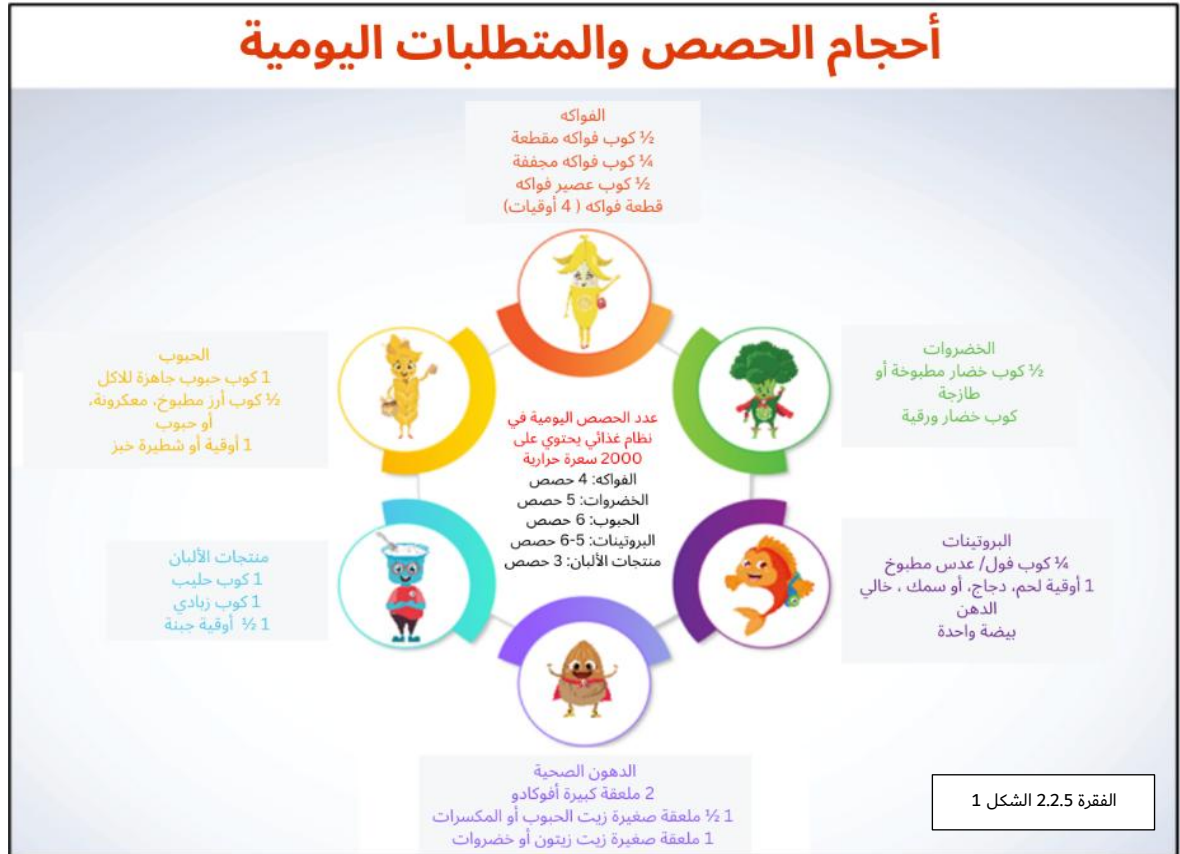 أحجام الحصص والمتطلبات اليومية
الفواكه
½ كوب فواكه مقطعة
¼ كوب فواكه مجففة
½ كوب عصير فواكه
قطعة فواكه ( 4 أوقيات)
الخضروات
½ كوب خضار مطبوخة أو
طازجة
كوب خضار ورقية
الحبوب
1 كوب حبوب جاهزة للاكل
½ كوب أرز مطبوخ، معكرونة،
أو حبوب
1 أوقية أو شطيرة خبز
عدد الحصص اليومية في
نظام غذائي يحتوي على
2000 سعرة حرارية
الفواكه: 4 حصص
الخضروات: 5 حصص
الحبوب: 6 حصص
البروتينات: 5-6 حصص
منتجات الألبان: 3 حصص
البروتينات
¼ كوب فول/ عدس مطبوخ
1 أوقية لحم، دجاج، أو سمك ، خالي
الدهن
بيضة واحدة
منتجات الألبان
1 كوب حليب
1 كوب زبادي
1 ½ أوقية جبنة
الدهون الصحية
2 ملعقة كبيرة أفوكادو
1 ½ ملعقة صغيرة زيت الحبوب أو المكسرات
1 ملعقة صغيرة زيت زيتون أو خضروات
الفقرة 2.2.5 الشكل 1